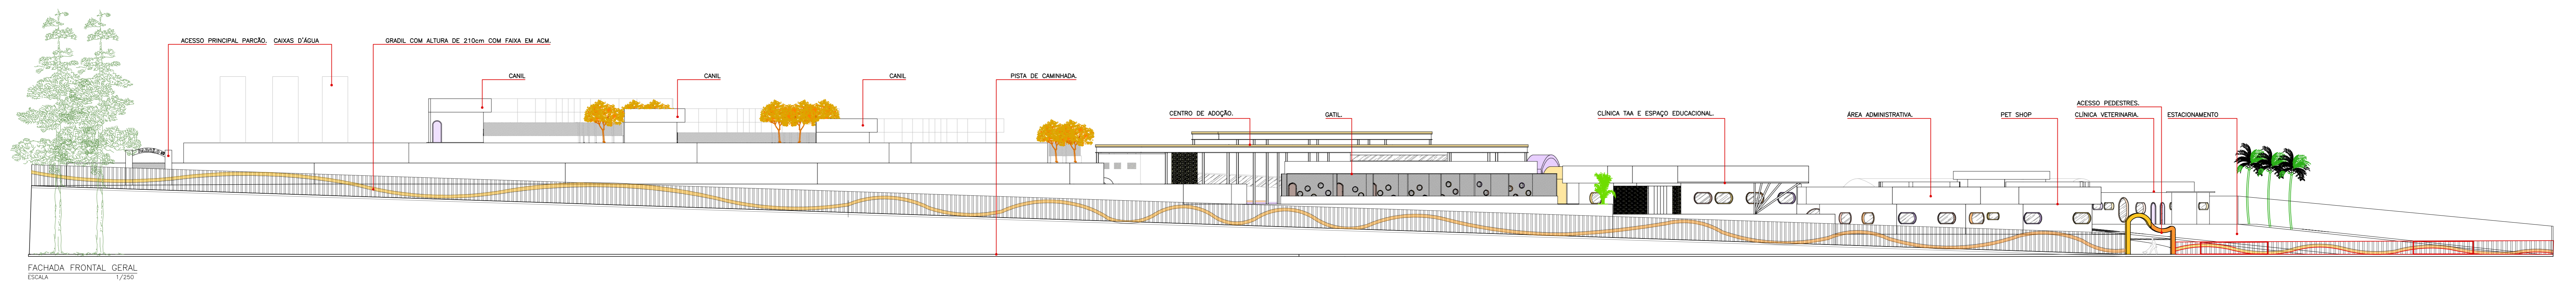 ACESSO PRINCIPAL PARCÃO.
CAIXAS D'ÁGUA
GRADIL COM ALTURA DE 210cm COM FAIXA EM ACM.
CANIL
CANIL
CANIL
PISTA DE CAMINHADA.
CENTRO DE ADOÇÃO.
GATIL.
CLÍNICA TAA E ESPAÇO EDUCACIONAL.
ÁREA ADMINISTRATIVA.
PET SHOP
ACESSO PEDESTRES.
CLÍNICA VETERINARIA.
ESTACIONAMENTO
FACHADA FRONTAL GERAL
ESCALA 1/250